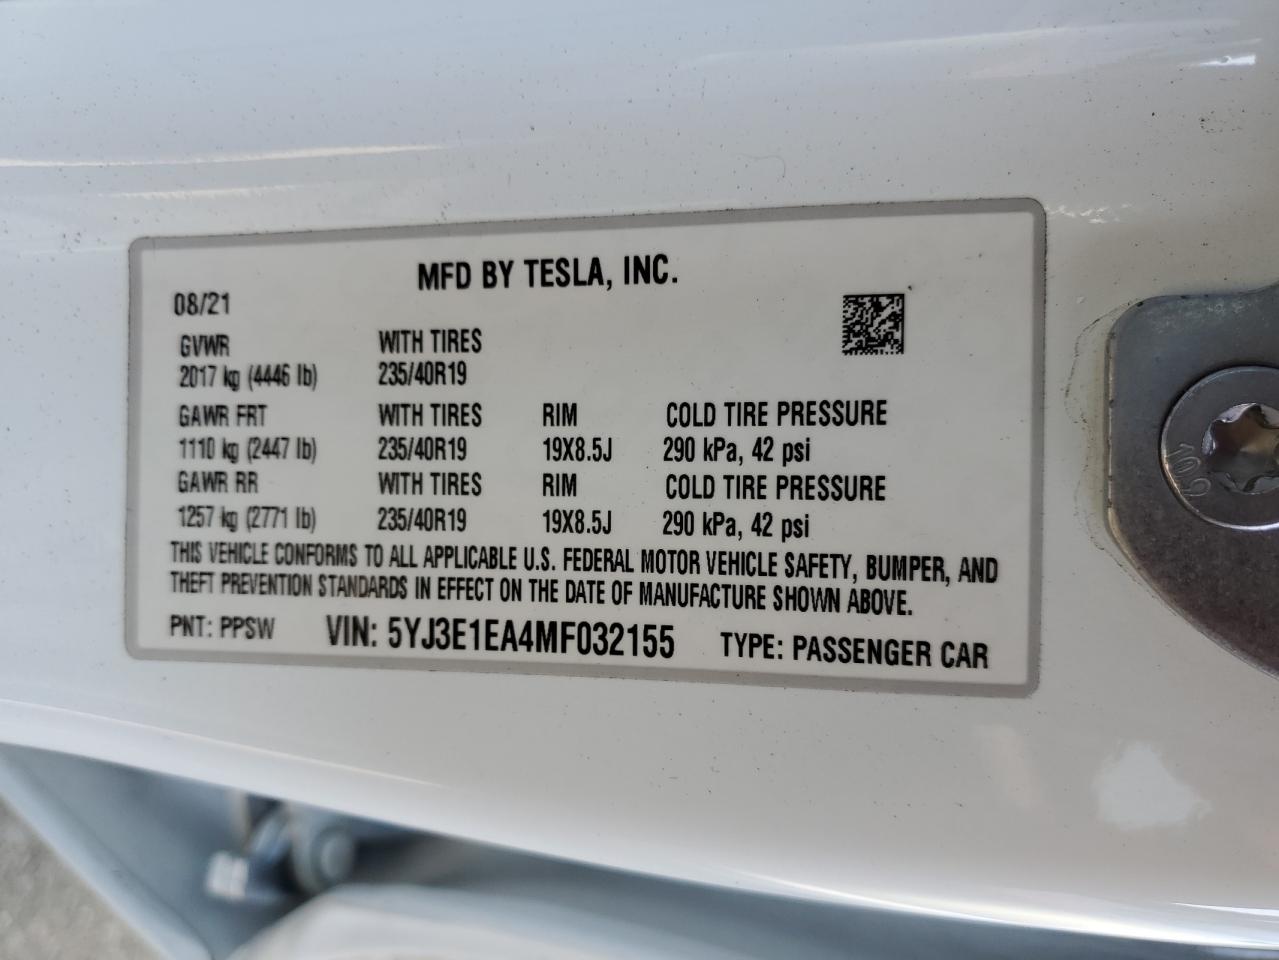 MFD BY TESLA, INC.
08/21
GVWR WITH TIRES
2017 kg (4446 lb) 235/40R19
GAWR FRT WITH TIRES RIM COLD TIRE PRESSURE
1110 kg (2447 lb) 235/40R19 19X8.5J 290 kPa, 42 psi
GAWR RR WITH TIRES RIM COLD TIRE PRESSURE
1257 kg (2771 lb) 235/40R19 19X8.5J 290 kPa, 42 psi
THIS VEHICLE CONFORMS TO ALL APPLICABLE U.S. FEDERAL MOTOR VEHICLE SAFETY, BUMPER, AND
THEFT PREVENTION STANDARDS IN EFFECT ON THE DATE OF MANUFACTURE SHOWN ABOVE.
PNT: PPSW VIN: 5YJ3E1EA4MF032155 TYPE: PASSENGER CAR